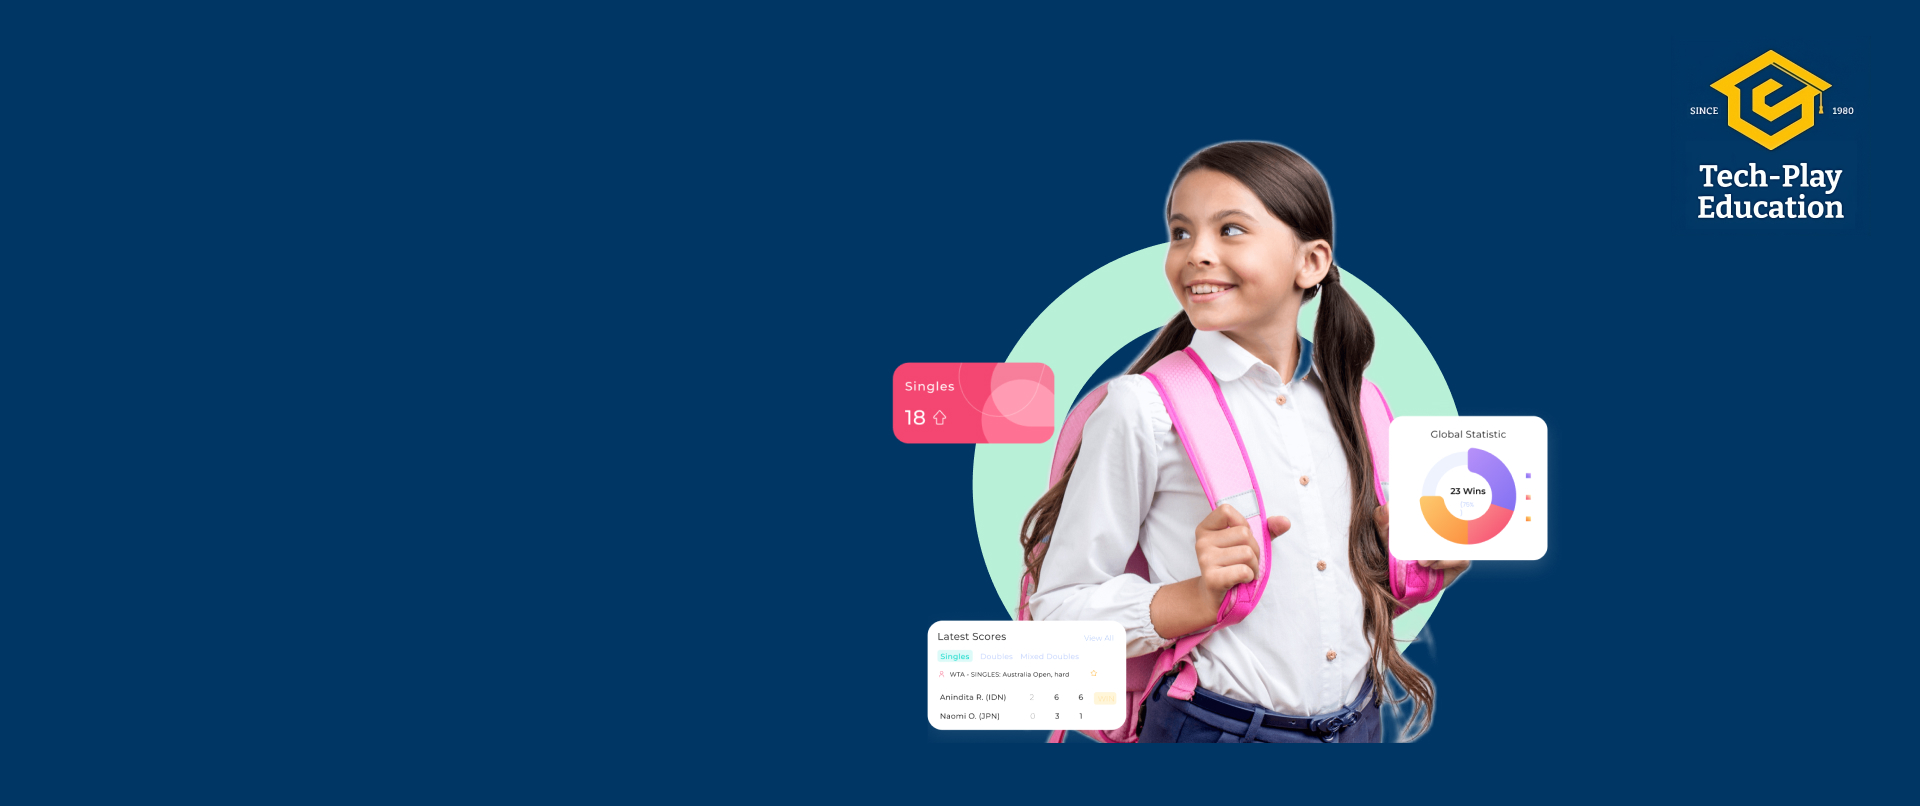 SINCE 1980
Tech-Play
Education
Singles
18
Global Statistic
23 Wins
Latest Scores View All
Singles Doubles Mixed Doubles
WTA - SINGLES: Australia Open, hard
Anindita R. (IDN) 2 6 6
Naomi O. (JPN) 0 3 1